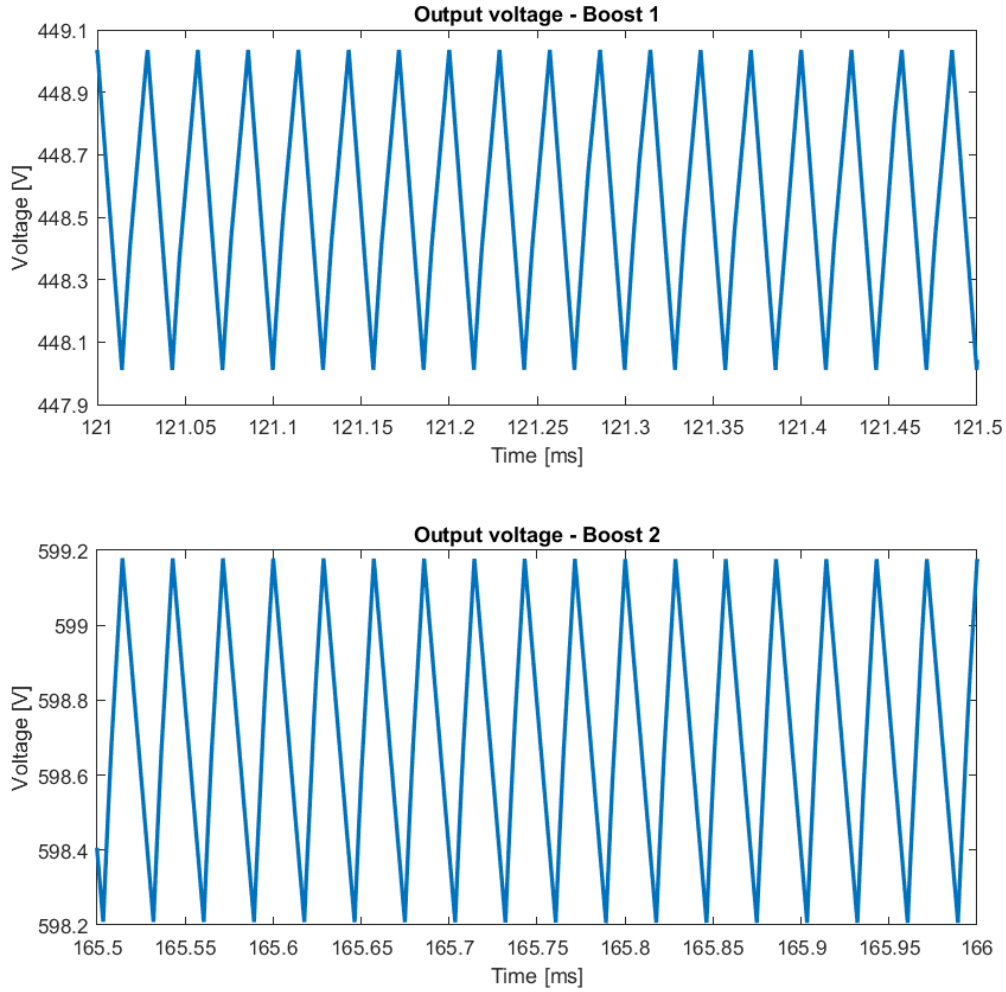 Output voltage - Boost 1
449.1
448.9
448.7
448.5
448.3
448.1
447.9
Voltage [V]
121 121.05 121.1 121.15 121.2 121.25 121.3 121.35 121.4 121.45 121.5
Time [ms]
Output voltage - Boost 2
599.2
599
598.8
598.6
598.4
598.2
Voltage [V]
165.5 165.55 165.6 165.65 165.7 165.75 165.8 165.85 165.9 165.95 166
Time [ms]